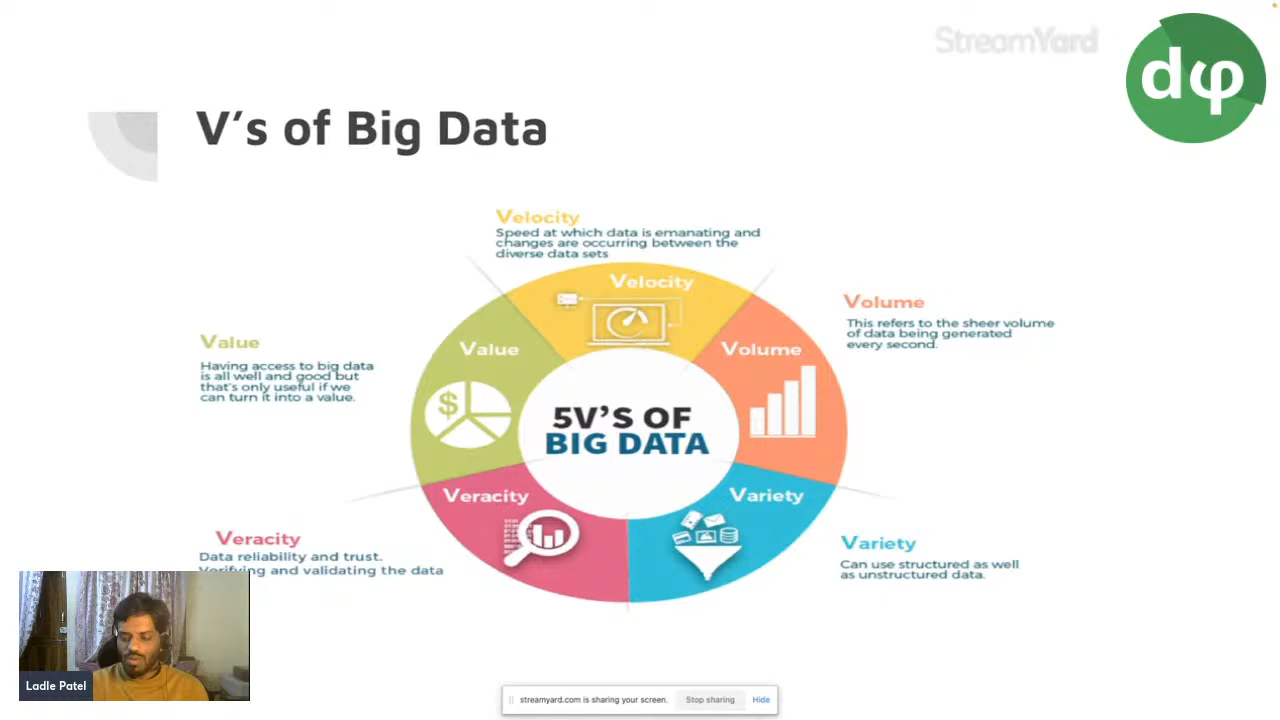 StreamYard
dφ
V's of Big Data
Velocity
Speed at which data is emanating and
changes are occurring between the
diverse data sets
Velocity
Volume
This refers to the sheer volume
of data being generated
every second.
Value
Having access to big data
is all well and good but
that's only useful if we
can turn it into a value.
Value
$
Volume
5V'S OF
BIG DATA
Veracity
Variety
Veracity
Data reliability and trust.
Verifying and validating the data
Variety
Can use structured as well
as unstructured data.
Ladle Patel
streamyard.com is sharing your screen.
Stop sharing
Hide